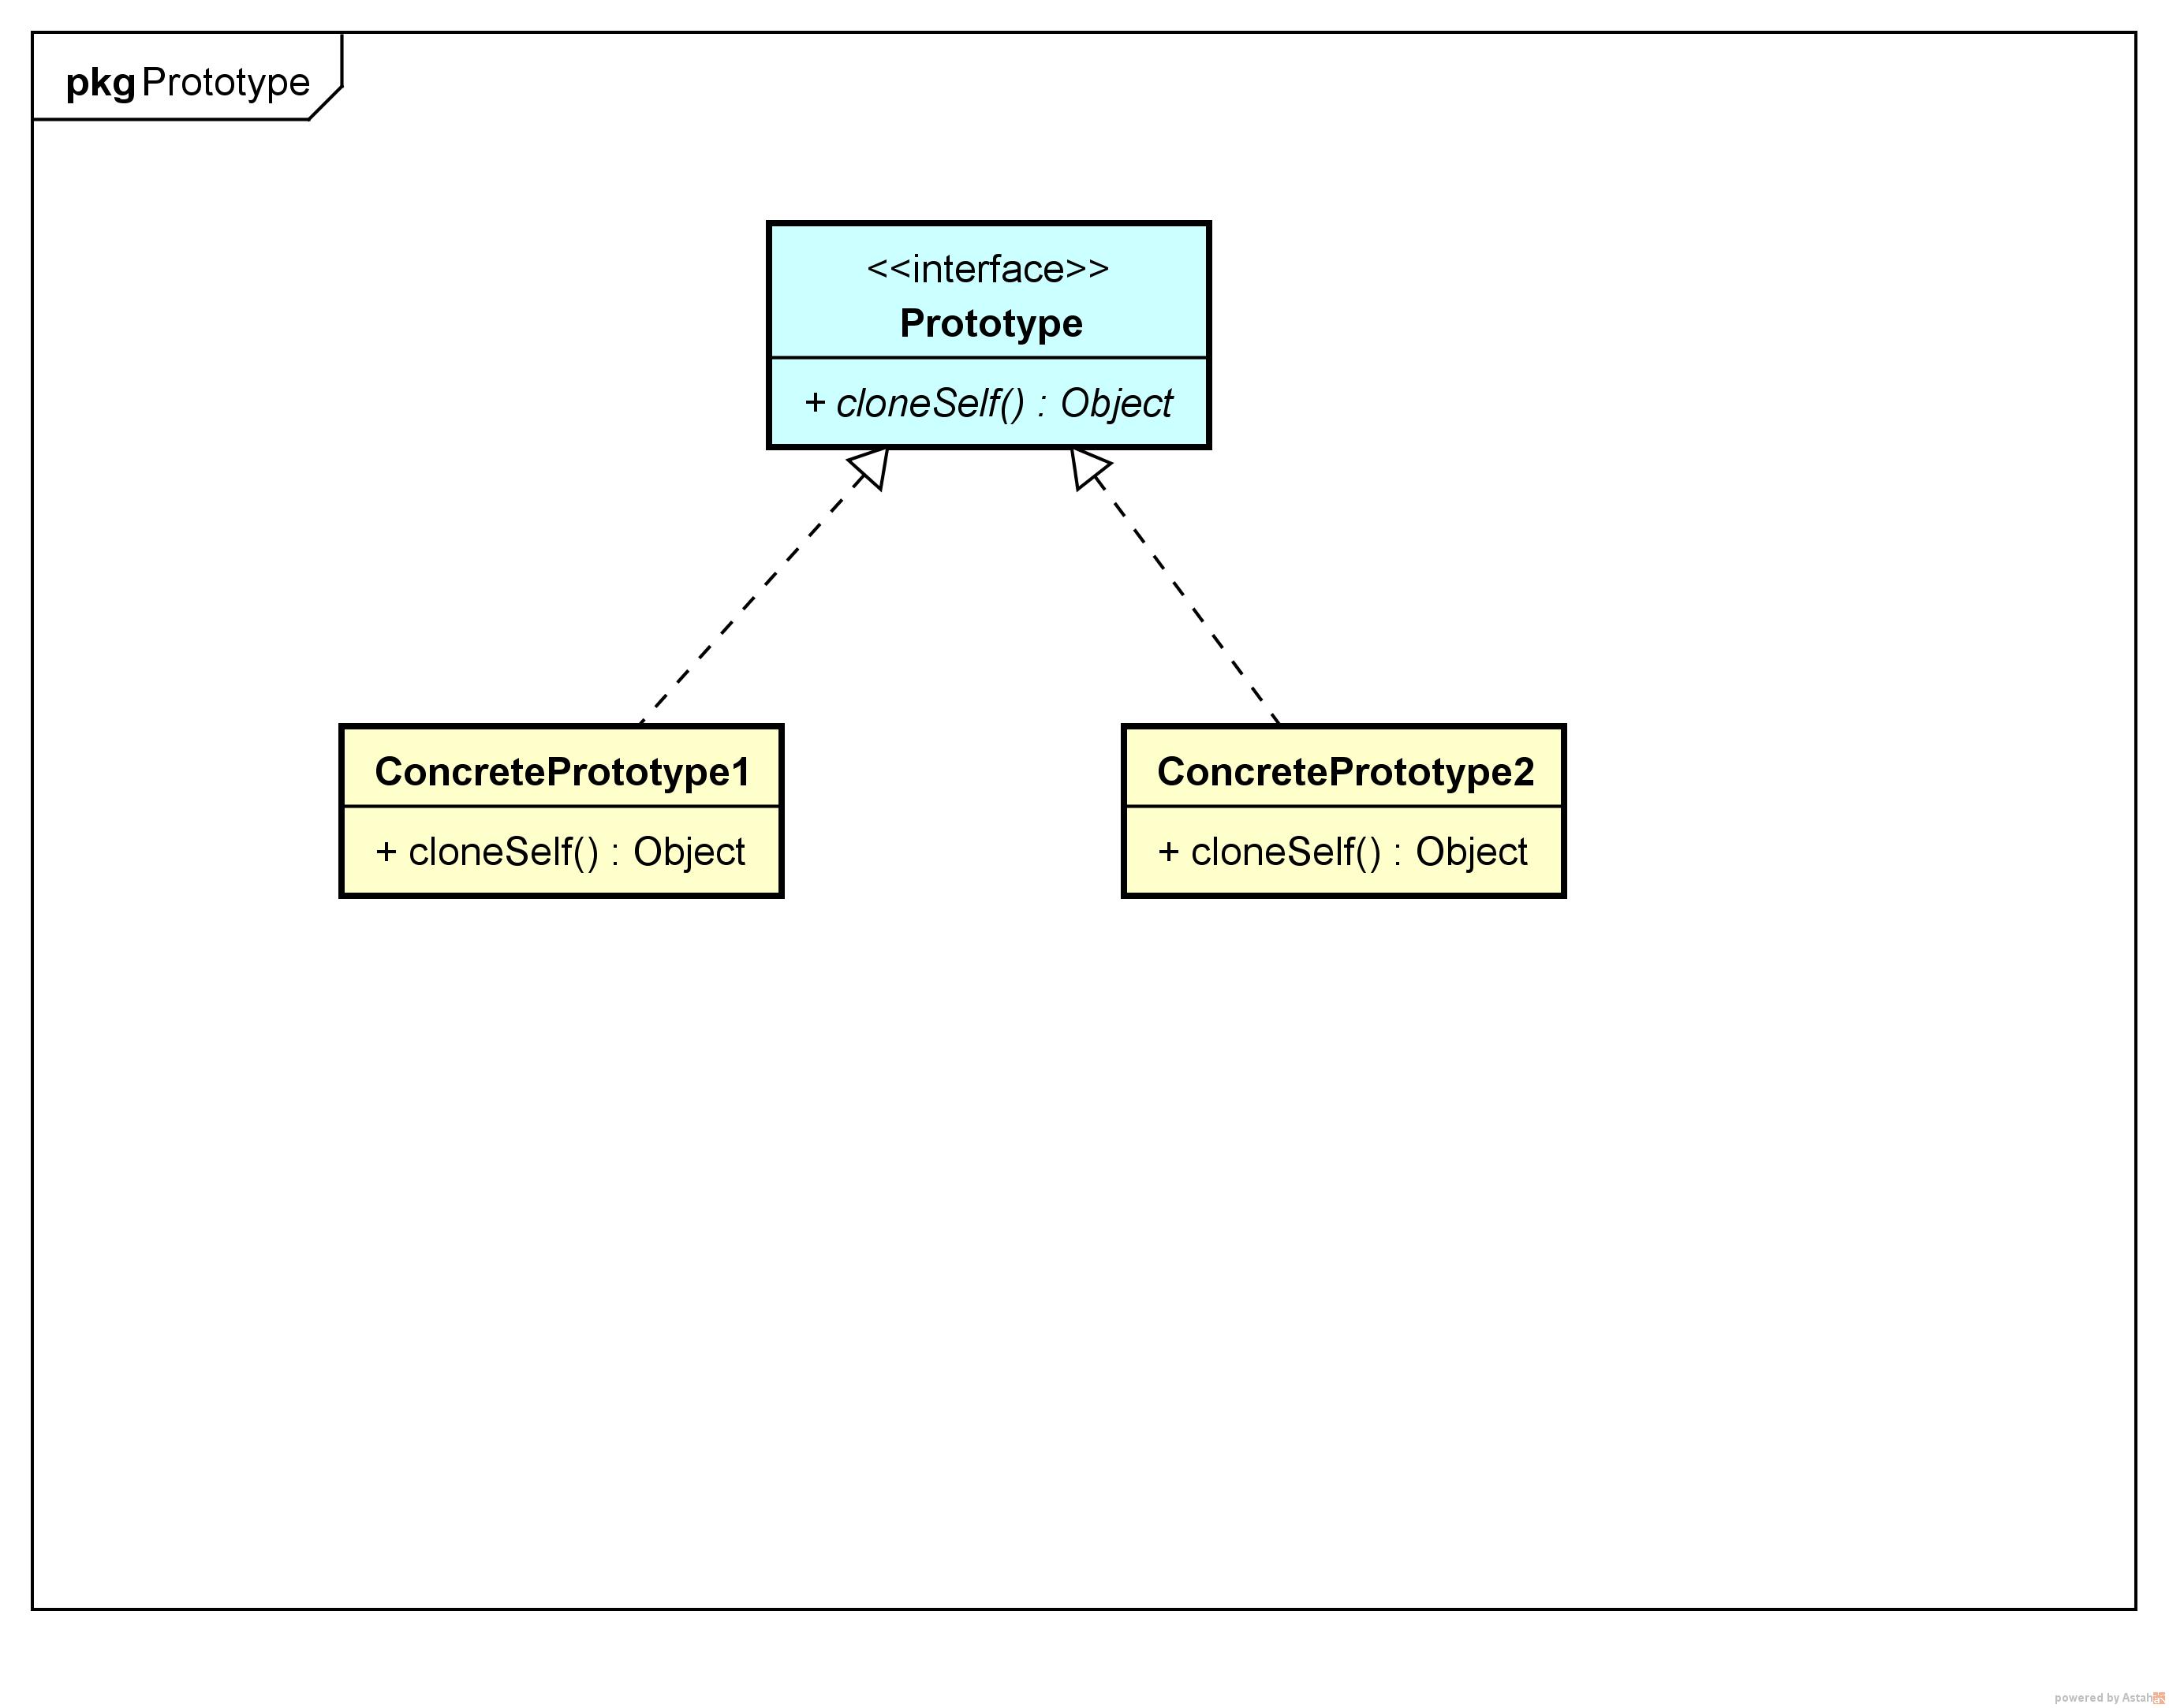 pkg Prototype
<<interface>>
Prototype
+ cloneSelf() : Object
ConcretePrototype1
+ cloneSelf() : Object
ConcretePrototype2
+ cloneSelf() : Object
powered by Astah